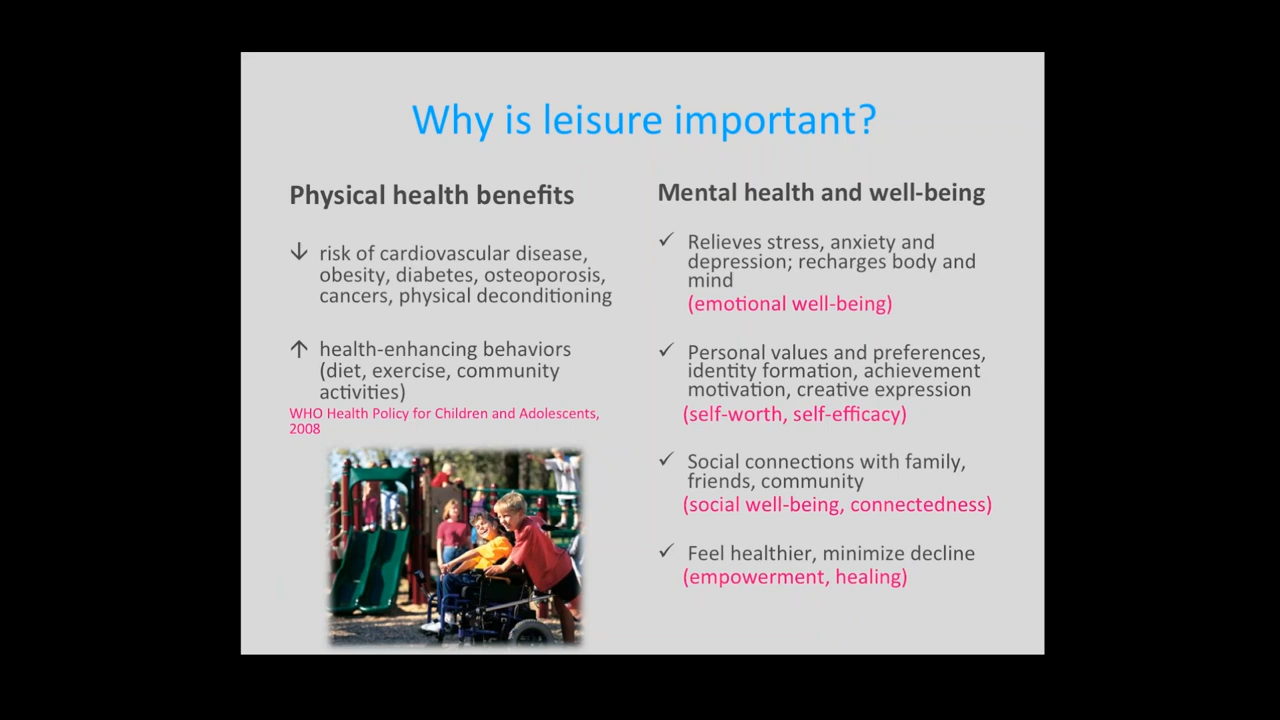 Why is leisure important?
Physical health benefits
↓ risk of cardiovascular disease,
obesity, diabetes, osteoporosis,
cancers, physical deconditioning
↑ health-enhancing behaviors
(diet, exercise, community
activities)
WHO Health Policy for Children and Adolescents,
2008
Mental health and well-being
✓ Relieves stress, anxiety and
depression; recharges body and
mind
(emotional well-being)
✓ Personal values and preferences,
identity formation, achievement
motivation, creative expression
(self-worth, self-efficacy)
✓ Social connections with family,
friends, community
(social well-being, connectedness)
✓ Feel healthier, minimize decline
(empowerment, healing)